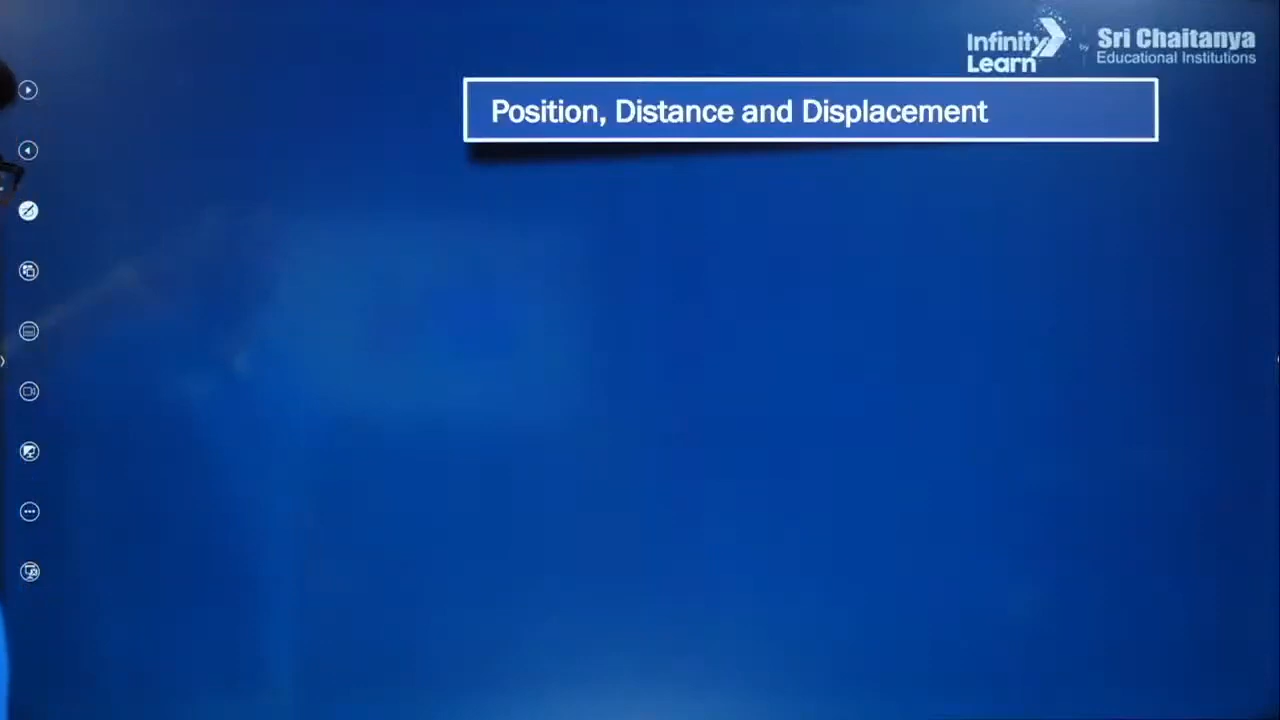 Infinity Learn
by
Sri Chaitanya
Educational Institutions
Position, Distance and Displacement